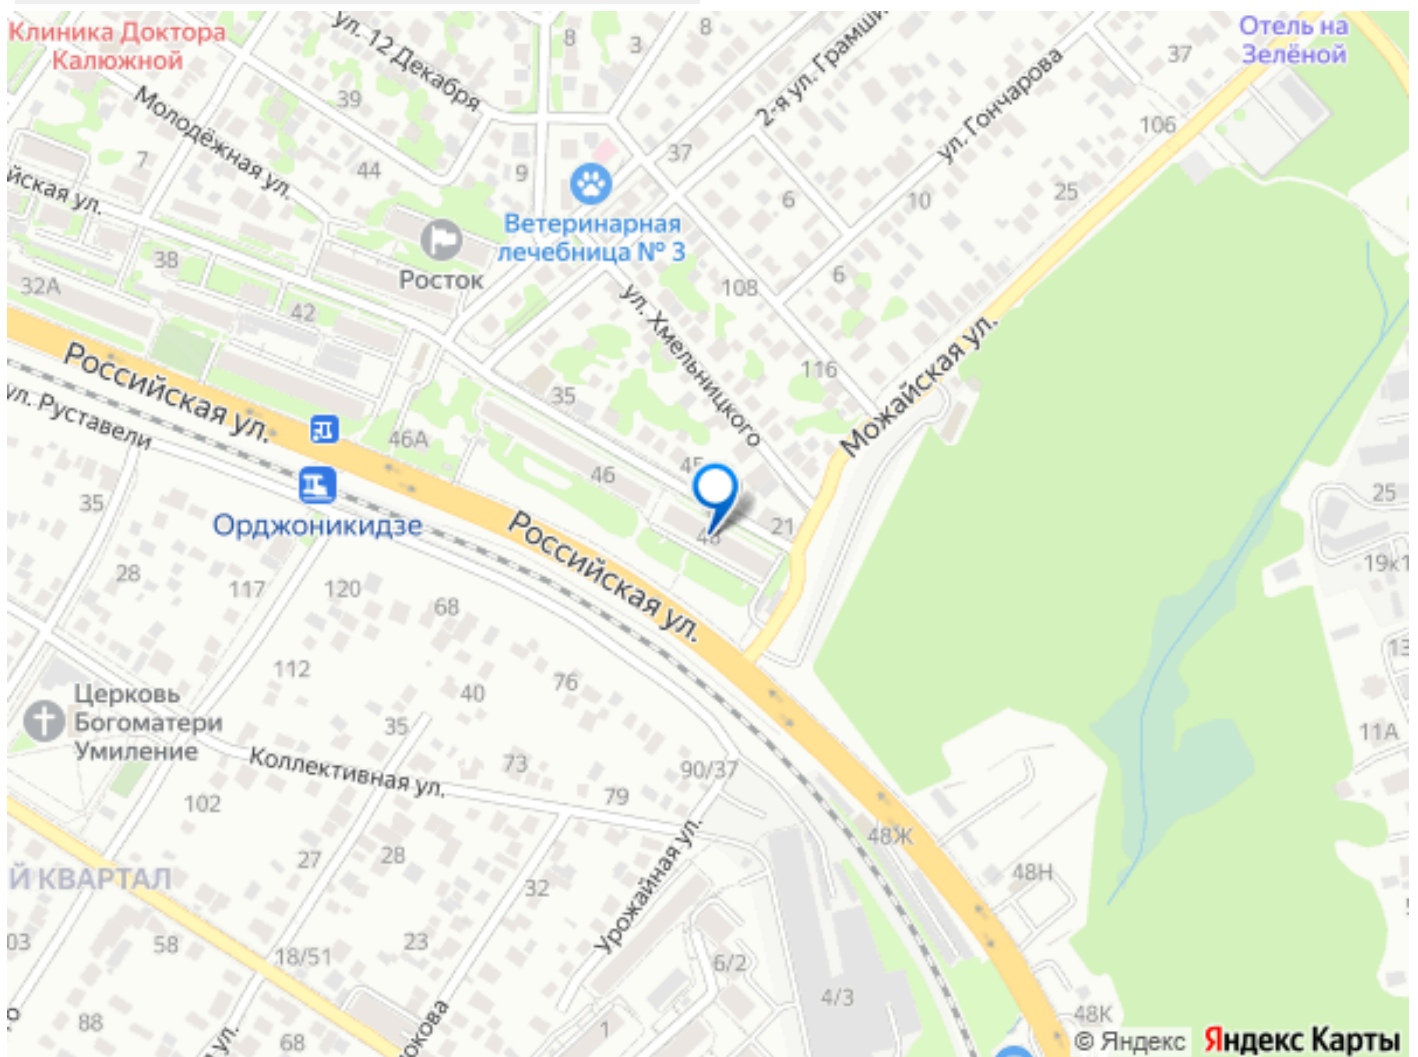 Клиника Доктора
Калюжной
ул. 12 Декабря
8
3
8
2-я ул. Грамши
ул. Гончарова
37
Отель на
Зелёной
39
Молодёжная ул.
7
44
9
37
106
йская ул.
Ветеринарная
лечебница № 3
6
10
25
Росток
38
32А
42
108
6
ул. Хмельницкого
Российская ул.
ул. Руставели
35
116
Можайская ул.
46А
46
45
48
21
35
Орджоникидзе
Российская ул.
25
19к1
28
117
120
68
13
112
40
76
Церковь
Богоматери
Умиление
35
11А
Коллективная ул.
73
90/37
79
102
48Ж
Й КВАРТАЛ
27
28
32
48Н
Урожайная ул.
03
58
18/51
23
6/2
4/3
88
68
окова
ул.
1
48К
© Яндекс
Яндекс Карты